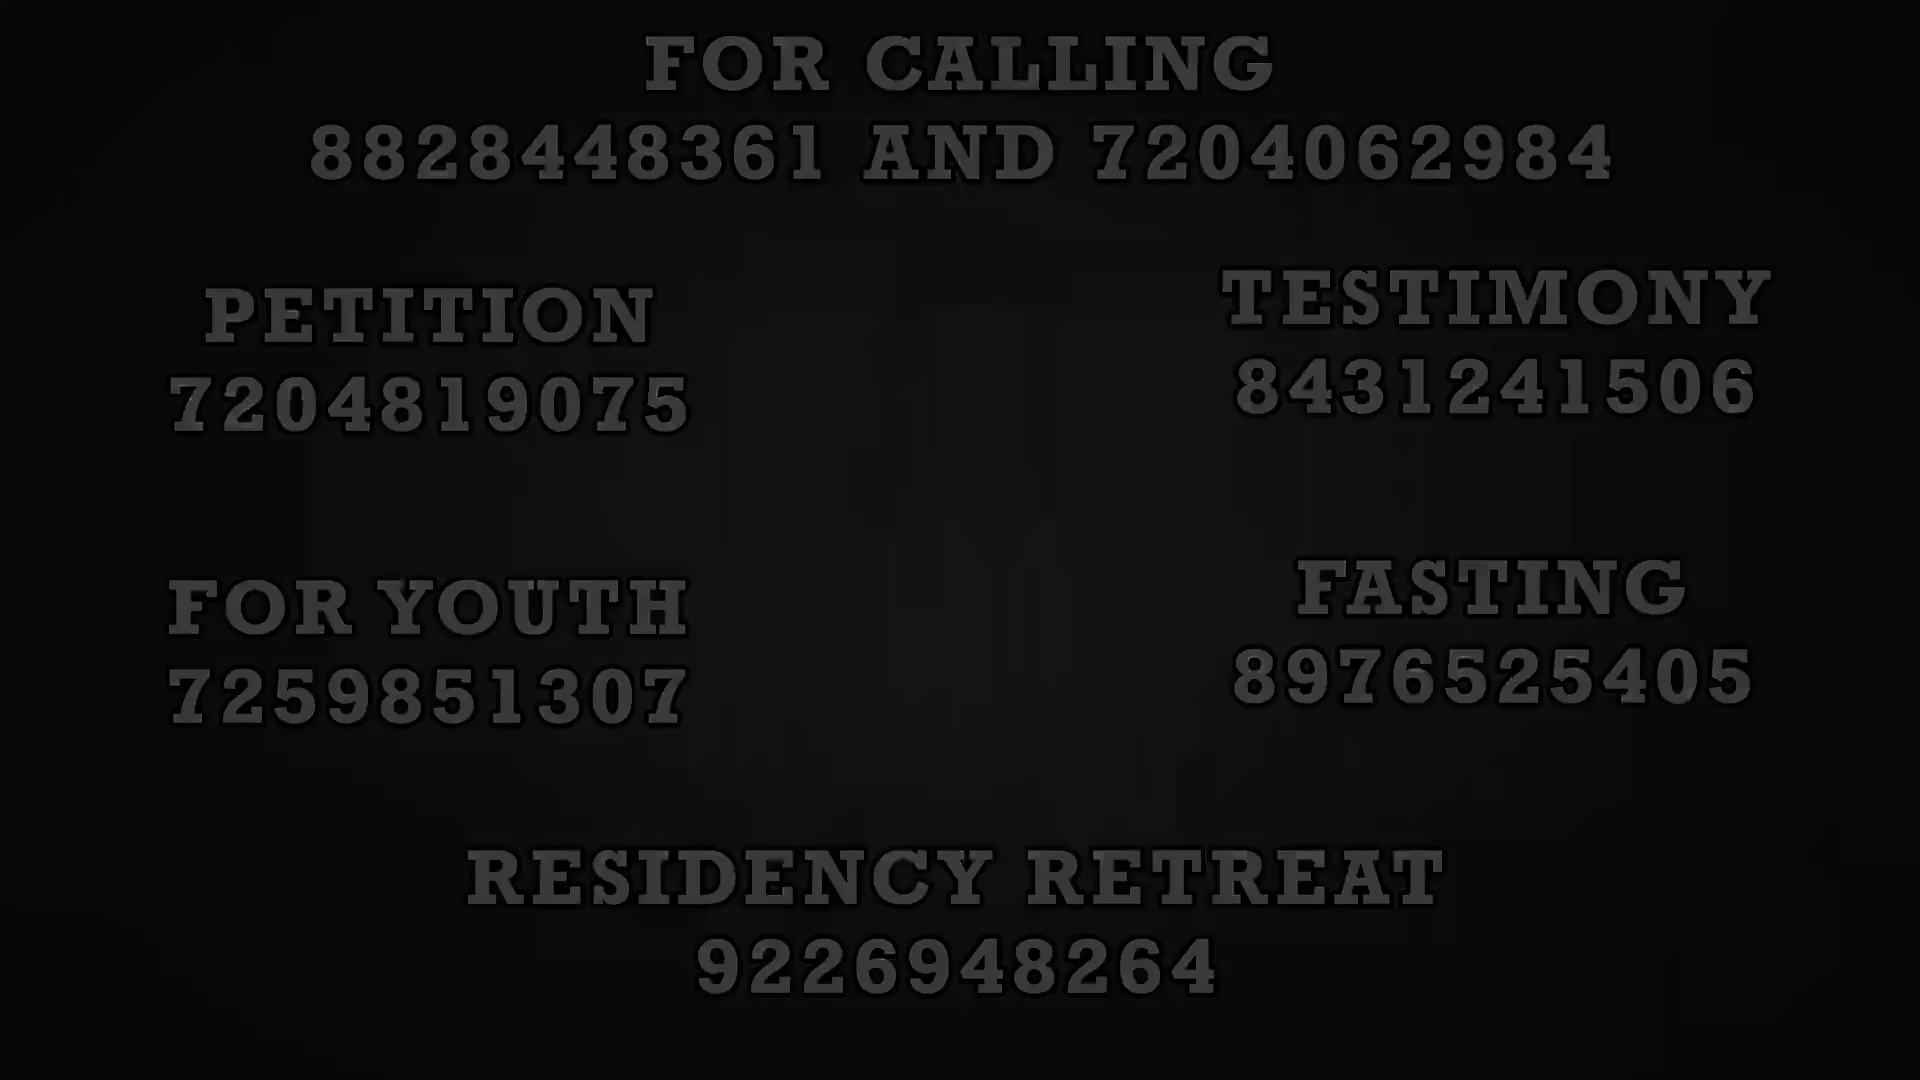 FOR CALLING
8828448361 AND 7204062984
PETITION
7204819075
TESTIMONY
8431241506
FOR YOUTH
7259851307
FASTING
8976525405
RESIDENCY RETREAT
9226948264